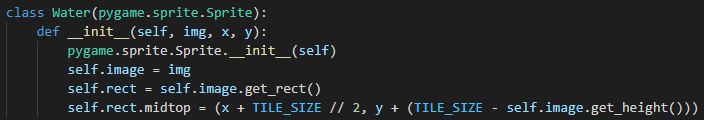 class Water(pygame.sprite.Sprite):
    def __init__(self, img, x, y):
        pygame.sprite.Sprite.__init__(self)
        self.image = img
        self.rect = self.image.get_rect()
        self.rect.midtop = (x + TILE_SIZE // 2, y + (TILE_SIZE - self.image.get_height()))